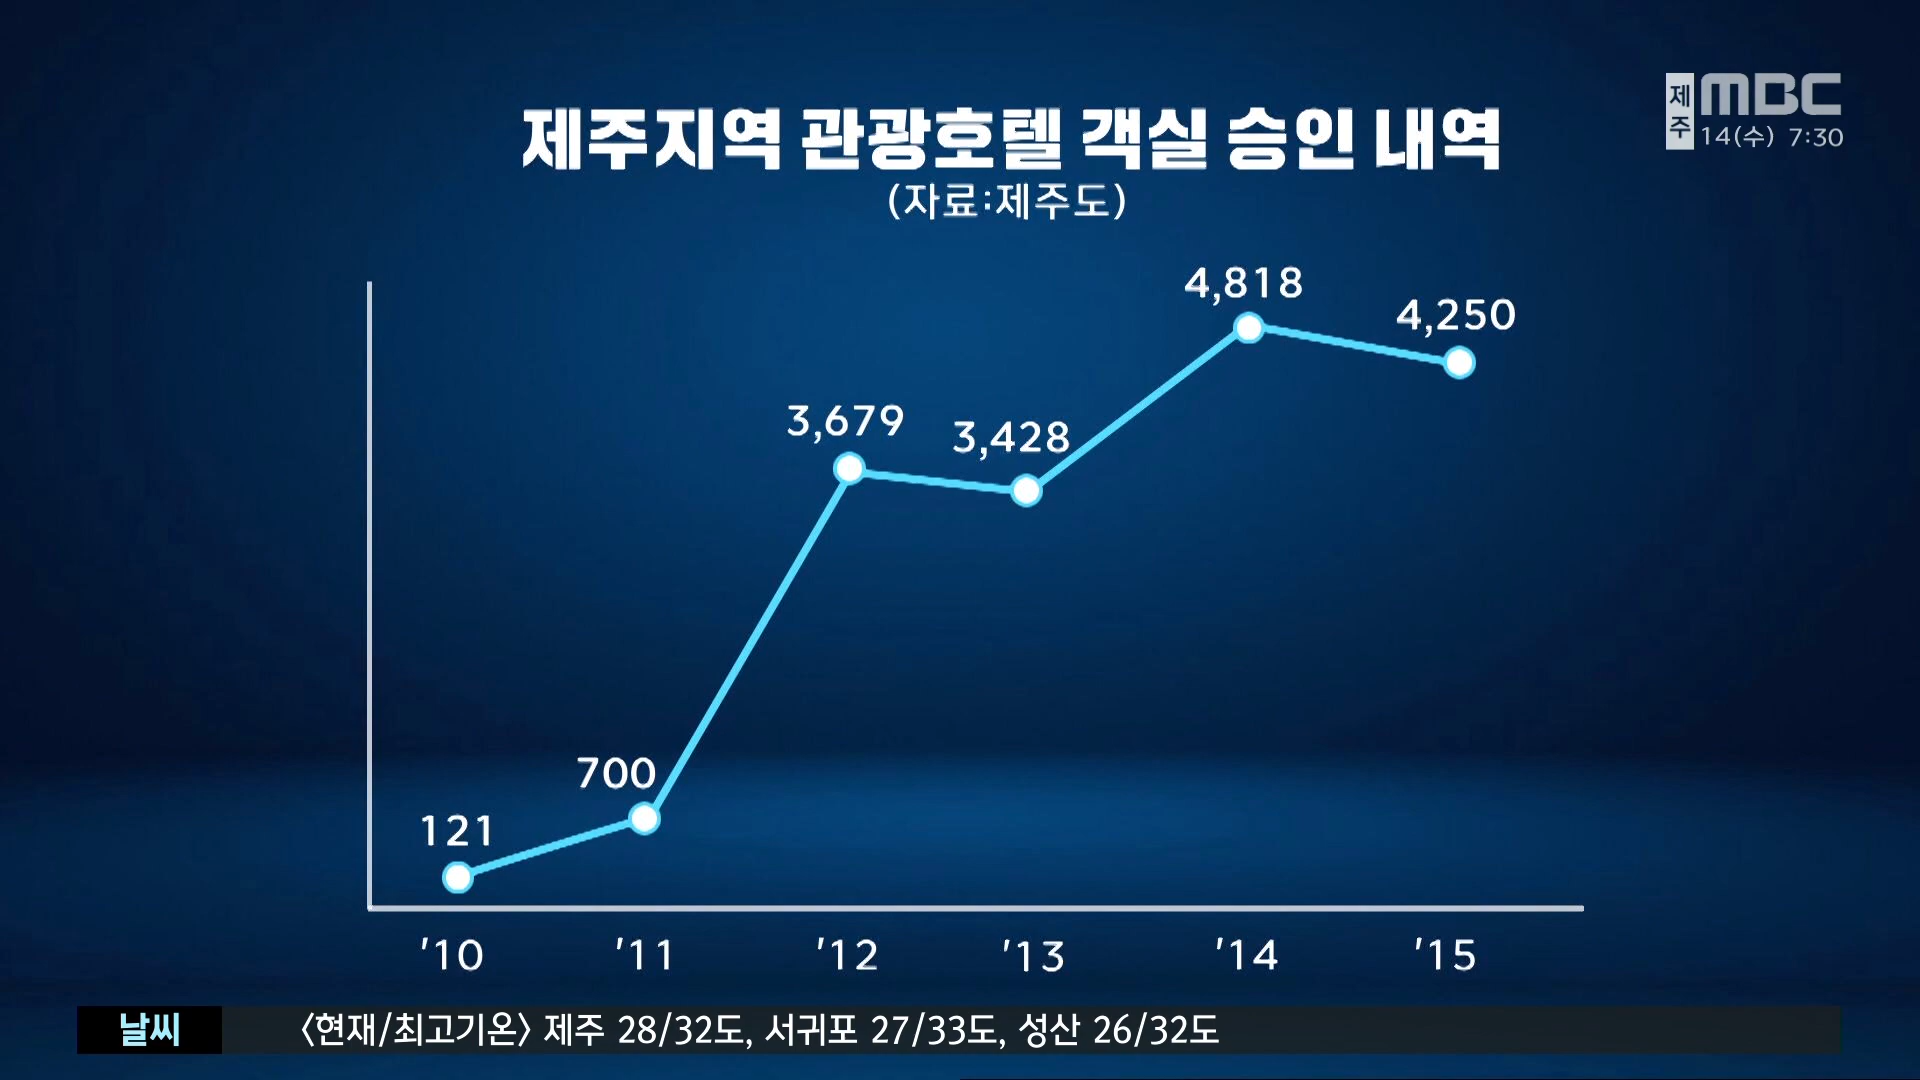 제주지역 관광호텔 객실 승인 내역
(자료:제주도)
제주 MBC
14(수) 7:30
4,818
4,250
3,679
3,428
700
121
'10 '11 '12 '13 '14 '15
날씨 〈현재/최고기온〉 제주 28/32도, 서귀포 27/33도, 성산 26/32도